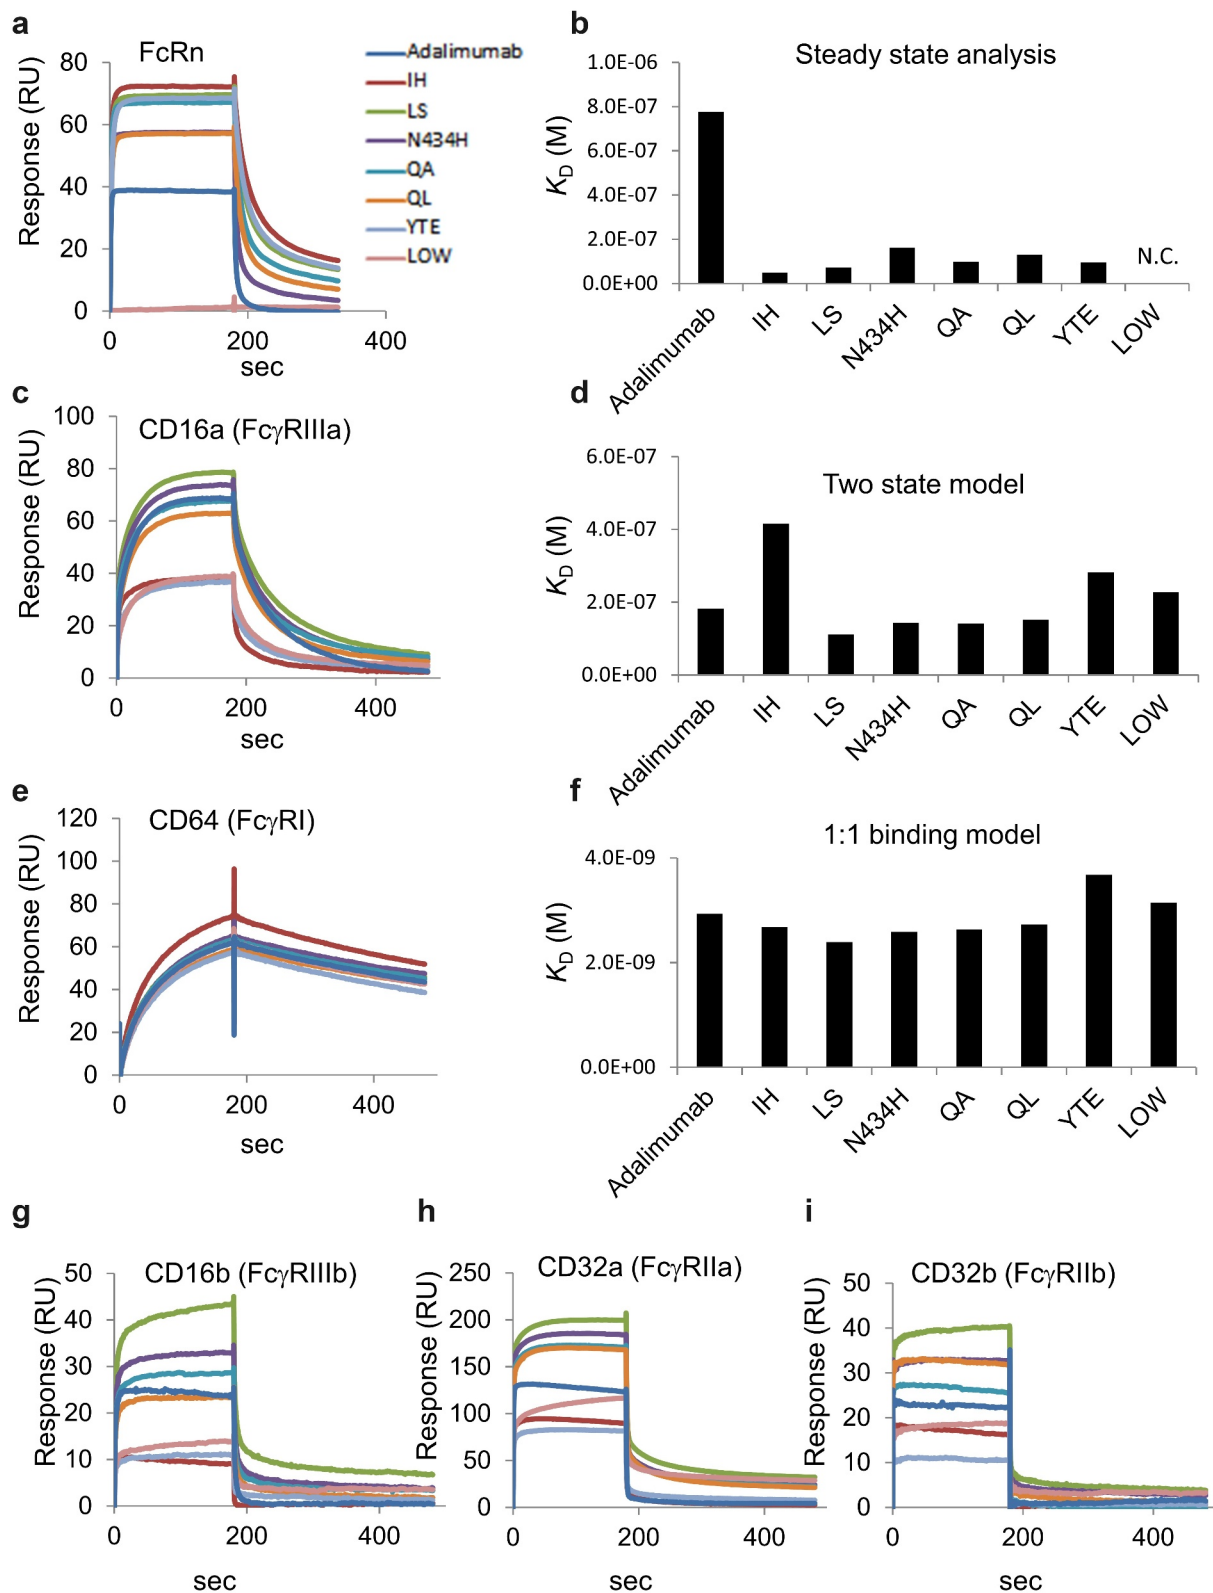 a
FcRn
Response (RU)
80
60
40
20
0
0
200
400
sec
Adalimumab
IH
LS
N434H
QA
QL
YTE
LOW
b
Steady state analysis
KD (M)
1.0E-06
8.0E-07
6.0E-07
4.0E-07
2.0E-07
0.0E+00
N.C.
Adalimumab
IH
LS
N434H
QA
QL
YTE
LOW
c
CD16a (FcγRIIIa)
Response (RU)
100
80
60
40
20
0
0
200
400
sec
d
Two state model
KD (M)
6.0E-07
4.0E-07
2.0E-07
0.0E+00
Adalimumab
IH
LS
N434H
QA
QL
YTE
LOW
e
CD64 (FcγRI)
Response (RU)
120
100
80
60
40
20
0
0
200
400
sec
f
1:1 binding model
KD (M)
4.0E-09
2.0E-09
0.0E+00
Adalimumab
IH
LS
N434H
QA
QL
YTE
LOW
g
CD16b (FcγRIIIb)
Response (RU)
50
40
30
20
10
0
0
200
400
sec
h
CD32a (FcγRIIa)
Response (RU)
250
200
150
100
50
0
0
200
400
sec
i
CD32b (FcγRIIb)
Response (RU)
50
40
30
20
10
0
0
200
400
sec